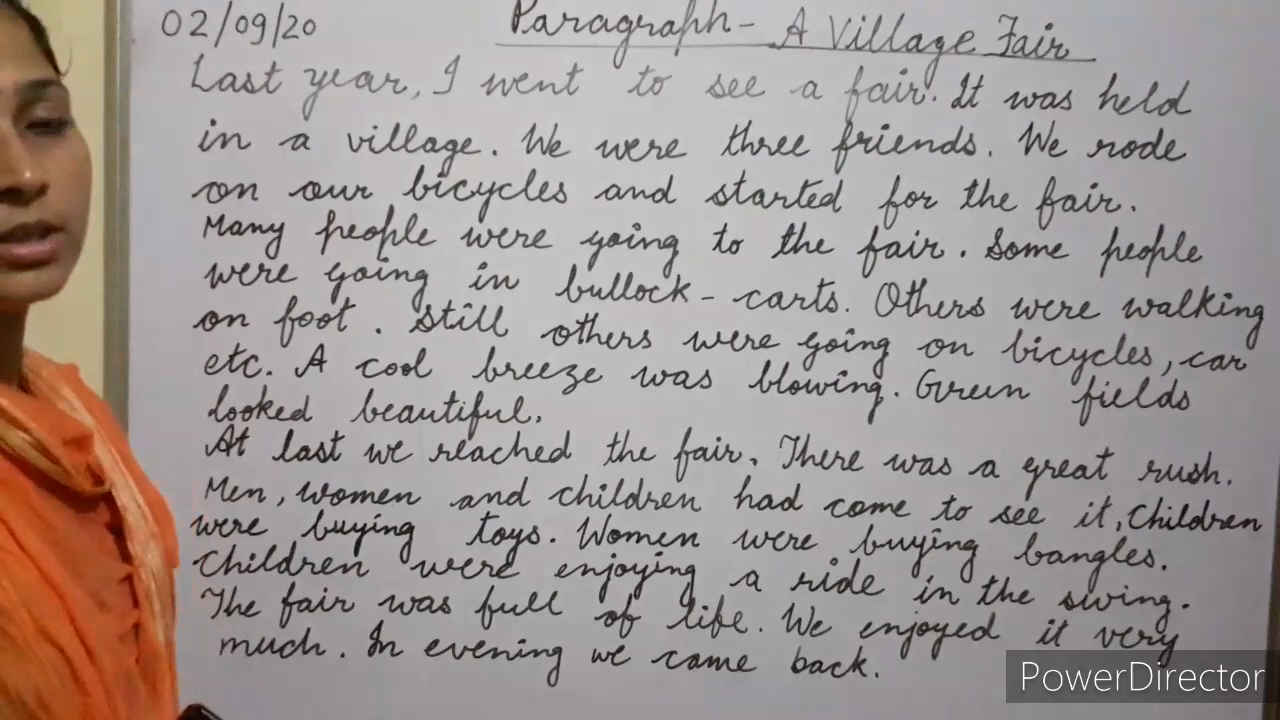 02/09/20
Paragraph - A Village Fair
Last year, I went to see a fair. It was held
in a village. We were three friends. We rode
on our bicycles and started for the fair.
Many people were going to the fair. Some people
were going in bullock-carts. Others were walking
on foot. Still others were going on bicycles, car
etc. A cool breeze was blowing. Green fields
looked beautiful.
At last we reached the fair. There was a great rush.
Men, women and children had come to see it. Children
were buying toys. Women were buying bangles.
Children were enjoying a ride in the swing.
The fair was full of life. We enjoyed it very
much. In evening we came back.
PowerDirector